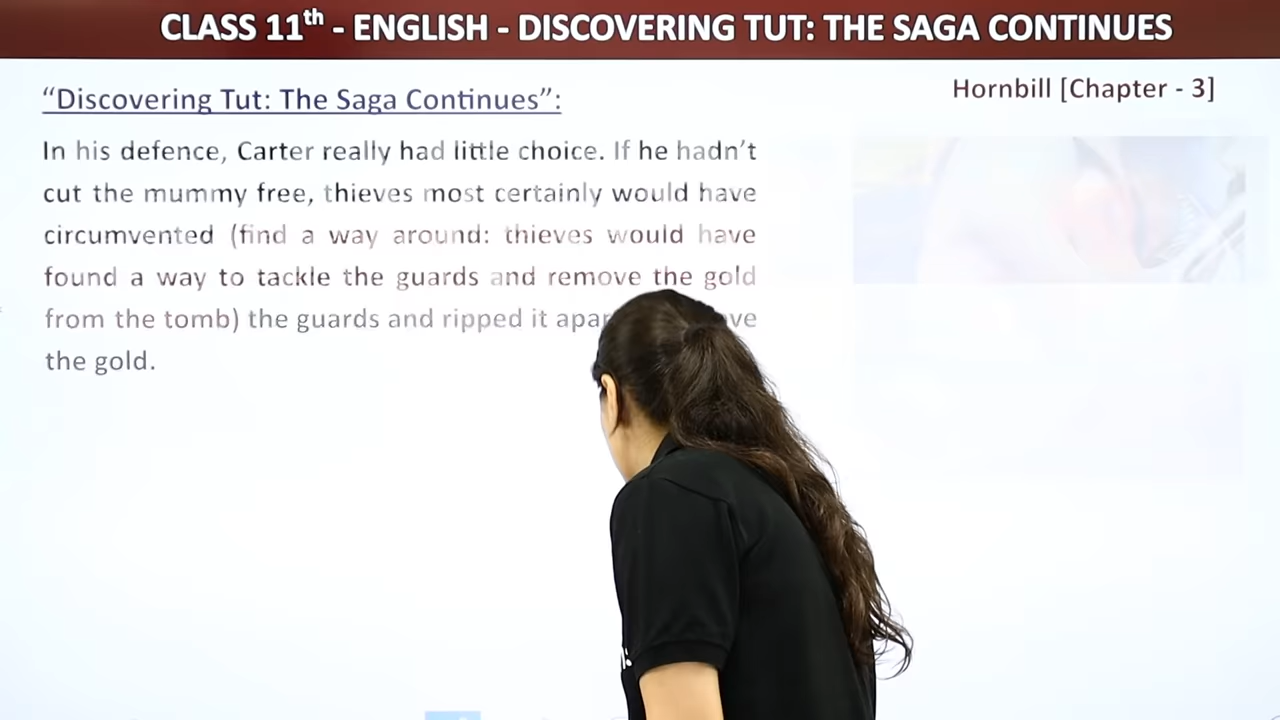 CLASS 11th - ENGLISH - DISCOVERING TUT: THE SAGA CONTINUES
“Discovering Tut: The Saga Continues”:
Hornbill [Chapter - 3]
In his defence, Carter really had little choice. If he hadn’t
cut the mummy free, thieves most certainly would have
circumvented (find a way around: thieves would have
found a way to tackle the guards and remove the gold
from the tomb) the guards and ripped it
the gold.